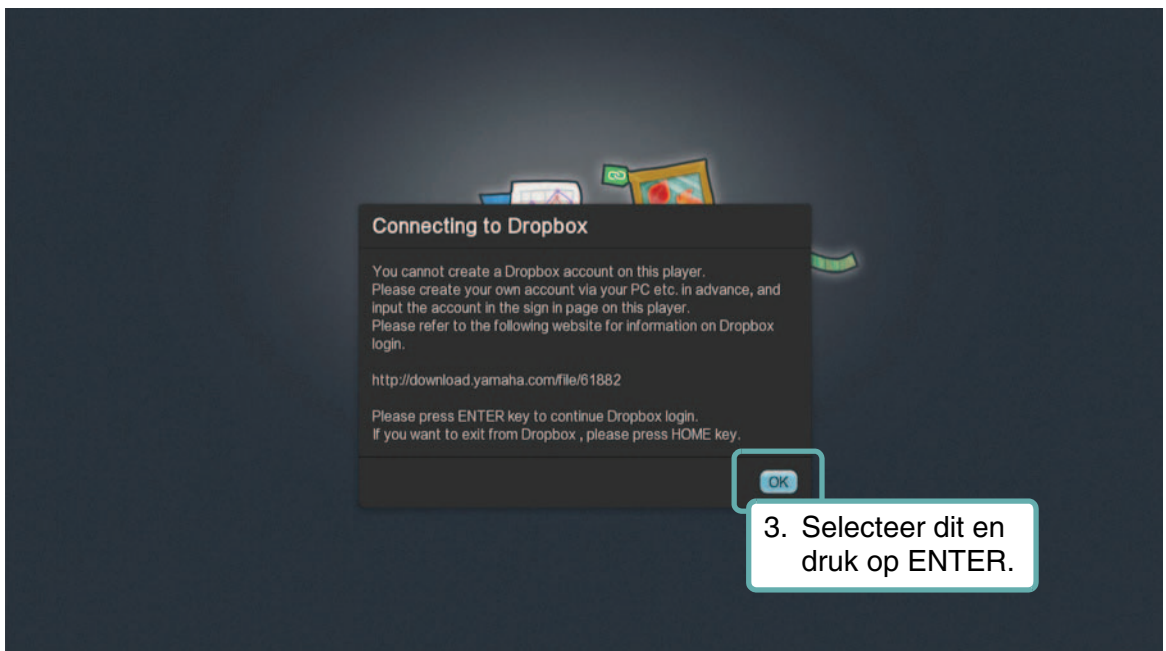 Connecting to Dropbox
You cannot create a Dropbox account on this player.
Please create your own account via your PC etc. in advance, and
input the account in the sign in page on this player.
Please refer to the following website for information on Dropbox
login.
http://download.yamaha.com/file/61882
Please press ENTER key to continue Dropbox login.
If you want to exit from Dropbox , please press HOME key.
OK
3. Selecteer dit en
druk op ENTER.